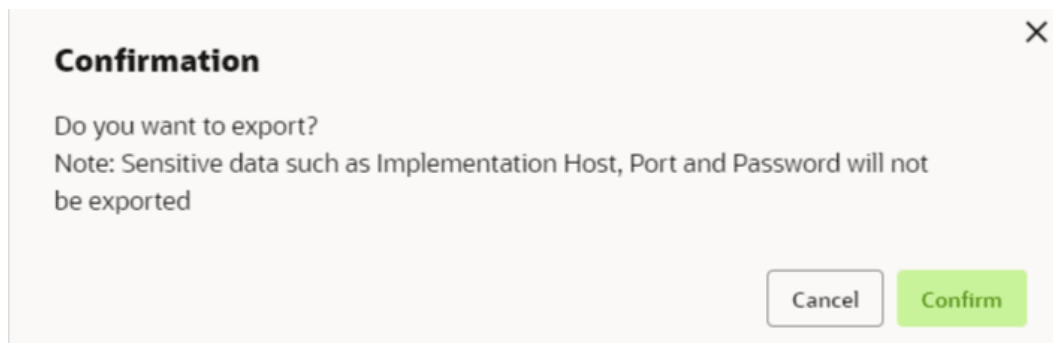 Confirmation
Do you want to export?
Note: Sensitive data such as Implementation Host, Port and Password will not
be exported
Cancel Confirm